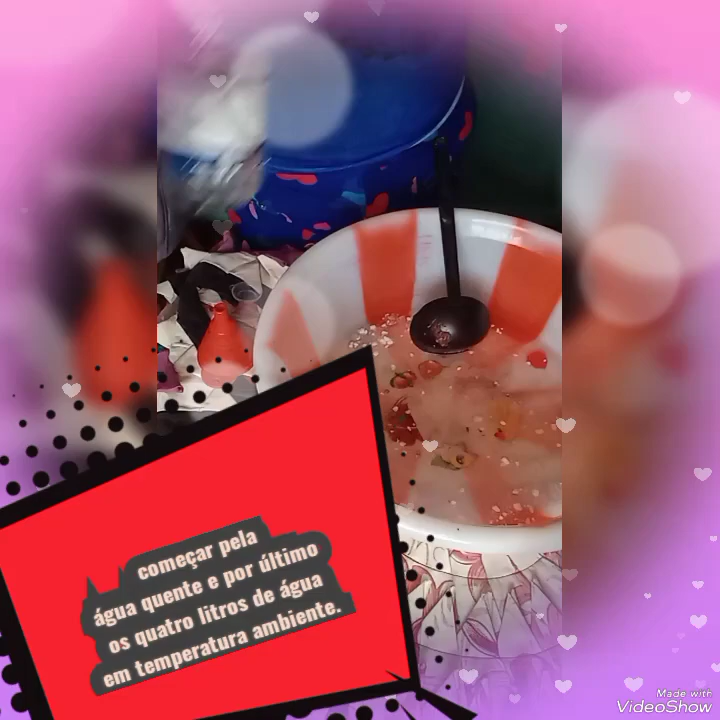 começar pela
água quente e por último
os quatro litros de água
em temperatura ambiente.
Made with
VideoShow